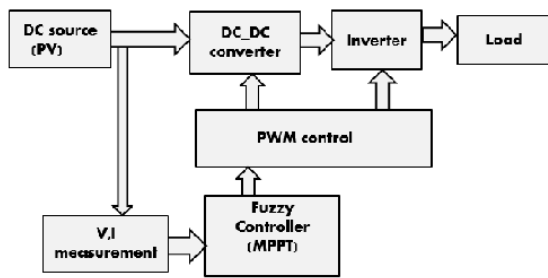 DC source
(PV)
DC_DC
converter
Inverter
Load
PWM control
V,I
measurement
Fuzzy
Controller
(MPPT)